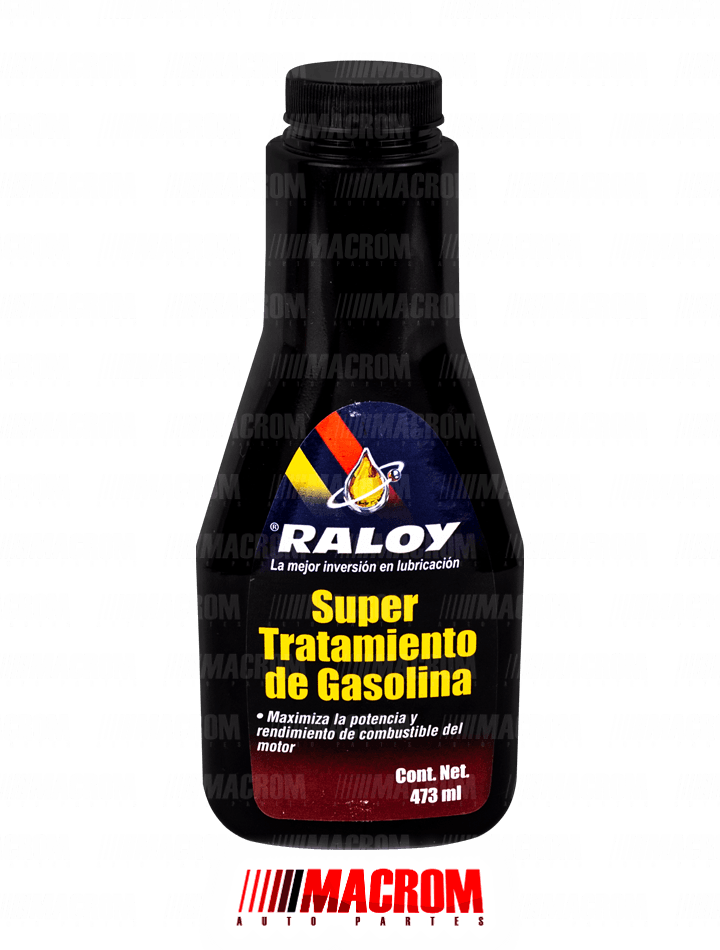 ® RALOY
La mejor inversión en lubricación
Super
Tratamiento
de Gasolina
• Maximiza la potencia y
rendimiento de combustible del
motor
Cont. Net.
473 ml
MACROM
AUTO PARTES